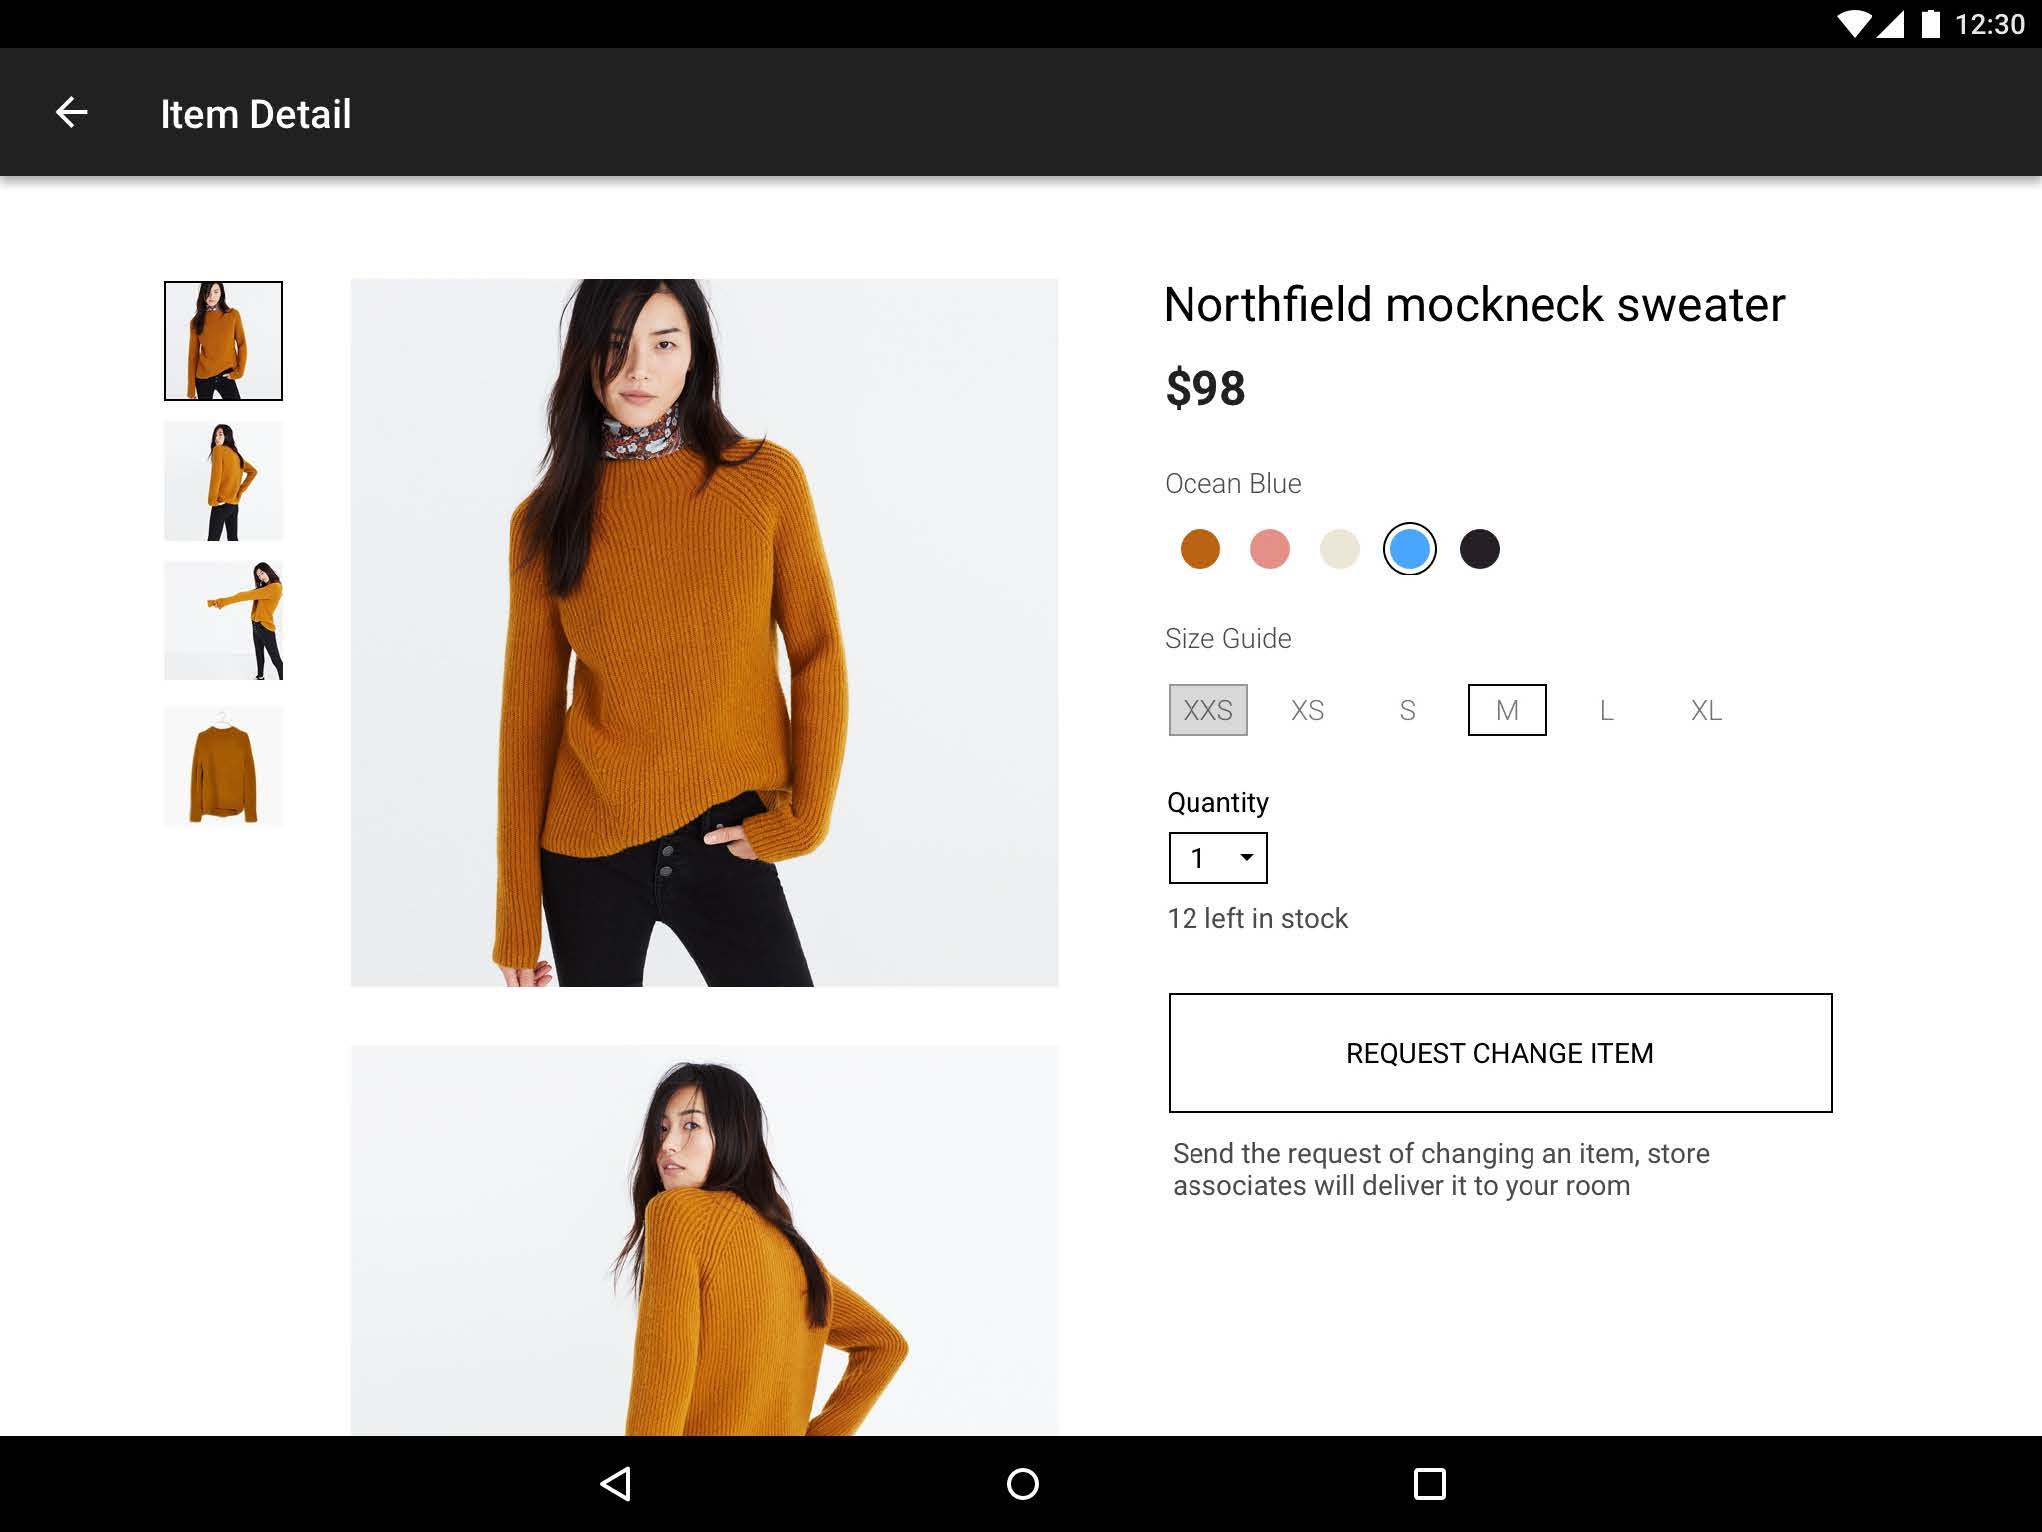 12:30
Item Detail
Northfield mockneck sweater
$98
Ocean Blue
Size Guide
XXS XS S M L XL
Quantity
1
12 left in stock
REQUEST CHANGE ITEM
Send the request of changing an item, store
associates will deliver it to your room